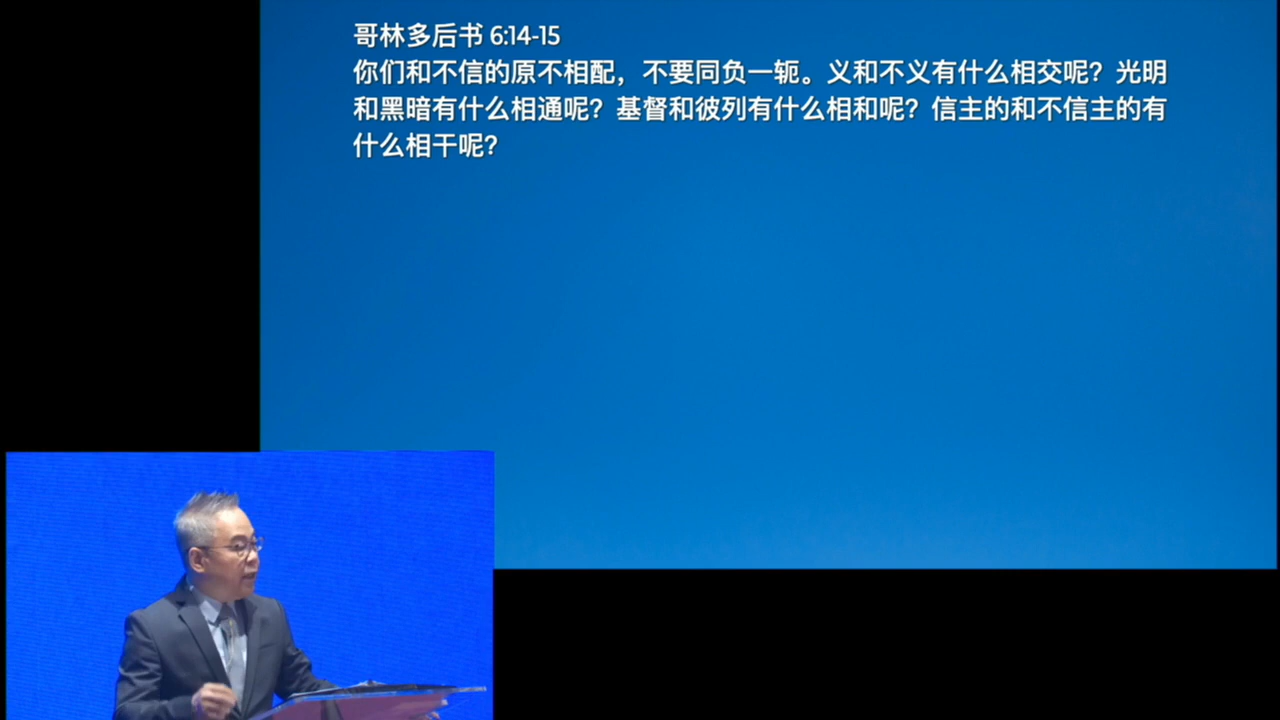 哥林多后书 6:14-15
你们和不信的原不相配，不要同负一轭。义和不义有什么相交呢？光明
和黑暗有什么相通呢？基督和彼列有什么相和呢？信主的和不信主的有
什么相干呢？